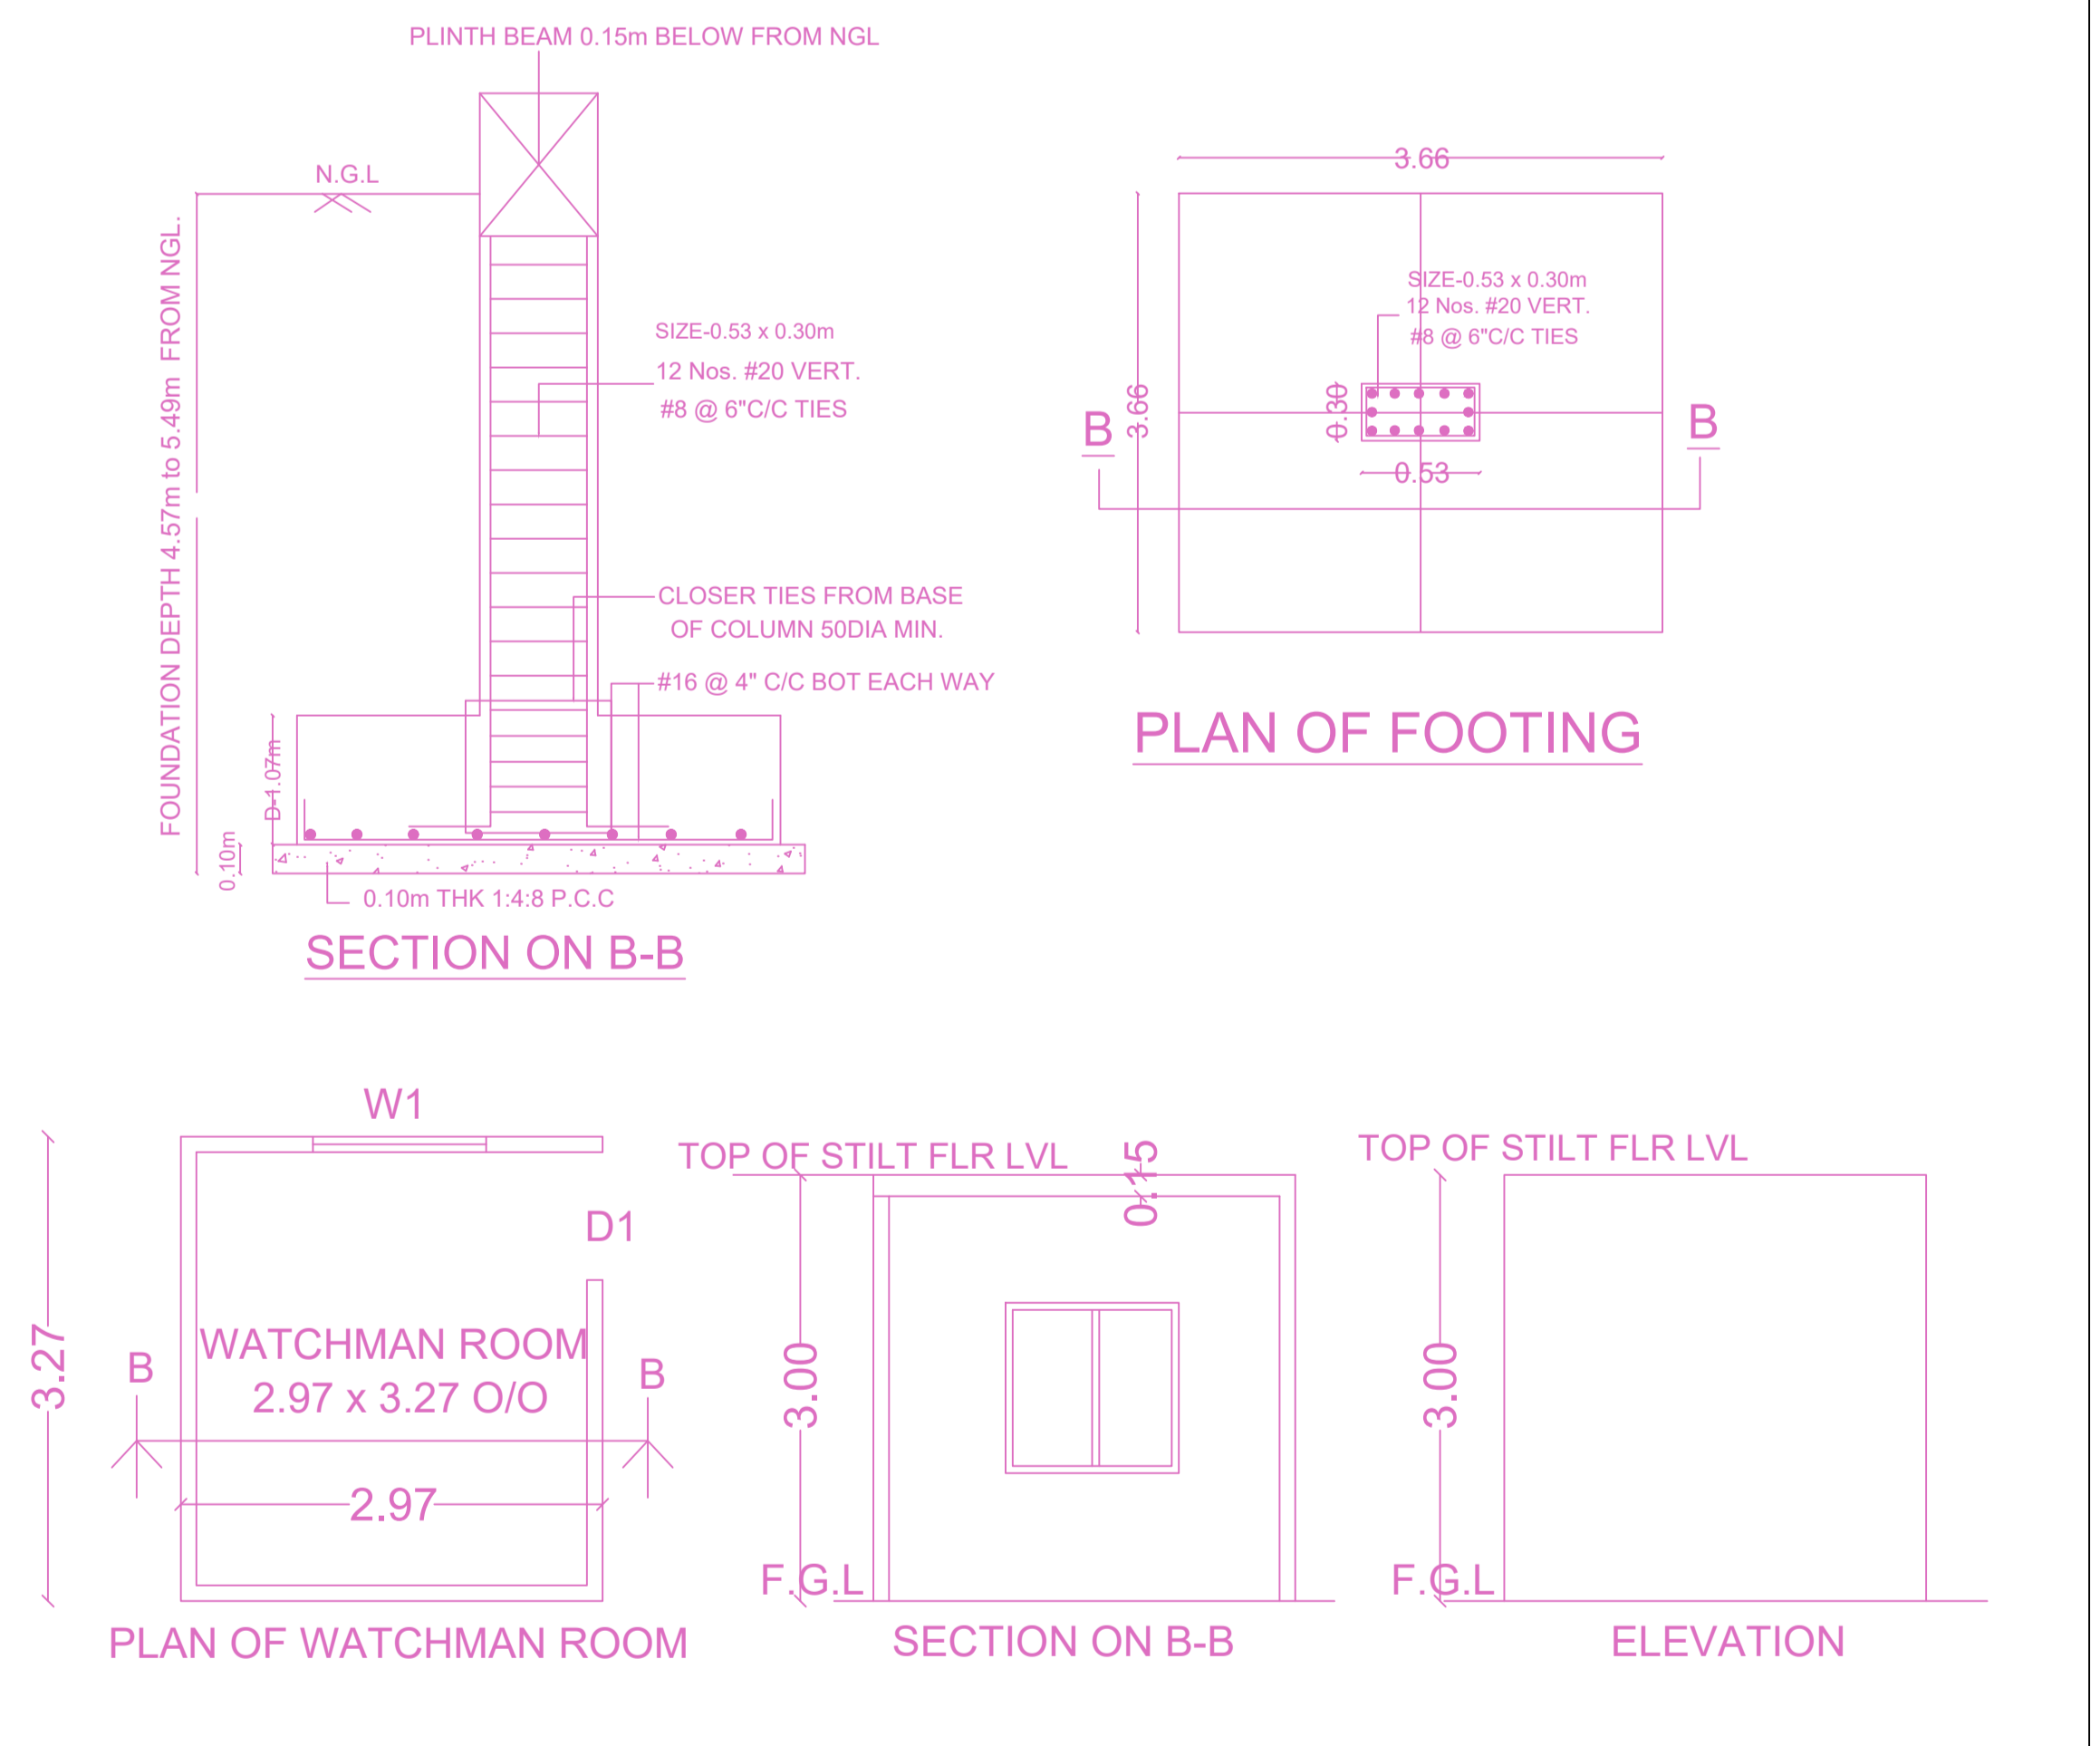 PLINTH BEAM 0.15m BELOW FROM NGL
N.G.L
FOUNDATION DEPTH 4.57m to 5.49m FROM NGL.
SIZE-0.53 x 0.30m
12 Nos. #20 VERT.
#8 @ 6"C/C TIES
CLOSER TIES FROM BASE
OF COLUMN 50DIA MIN.
#16 @ 4" C/C BOT EACH WAY
D-1.07m
0.10m
0.10m THK 1:4:8 P.C.C
SECTION ON B-B
3.66
3.66
SIZE-0.53 x 0.30m
12 Nos. #20 VERT.
#8 @ 6"C/C TIES
0.30
0.53
B
B
PLAN OF FOOTING
W1
D1
3.27
WATCHMAN ROOM
2.97 x 3.27 O/O
B
B
2.97
PLAN OF WATCHMAN ROOM
TOP OF STILT FLR LVL
0.15
3.00
F.G.L
SECTION ON B-B
TOP OF STILT FLR LVL
3.00
F.G.L
ELEVATION